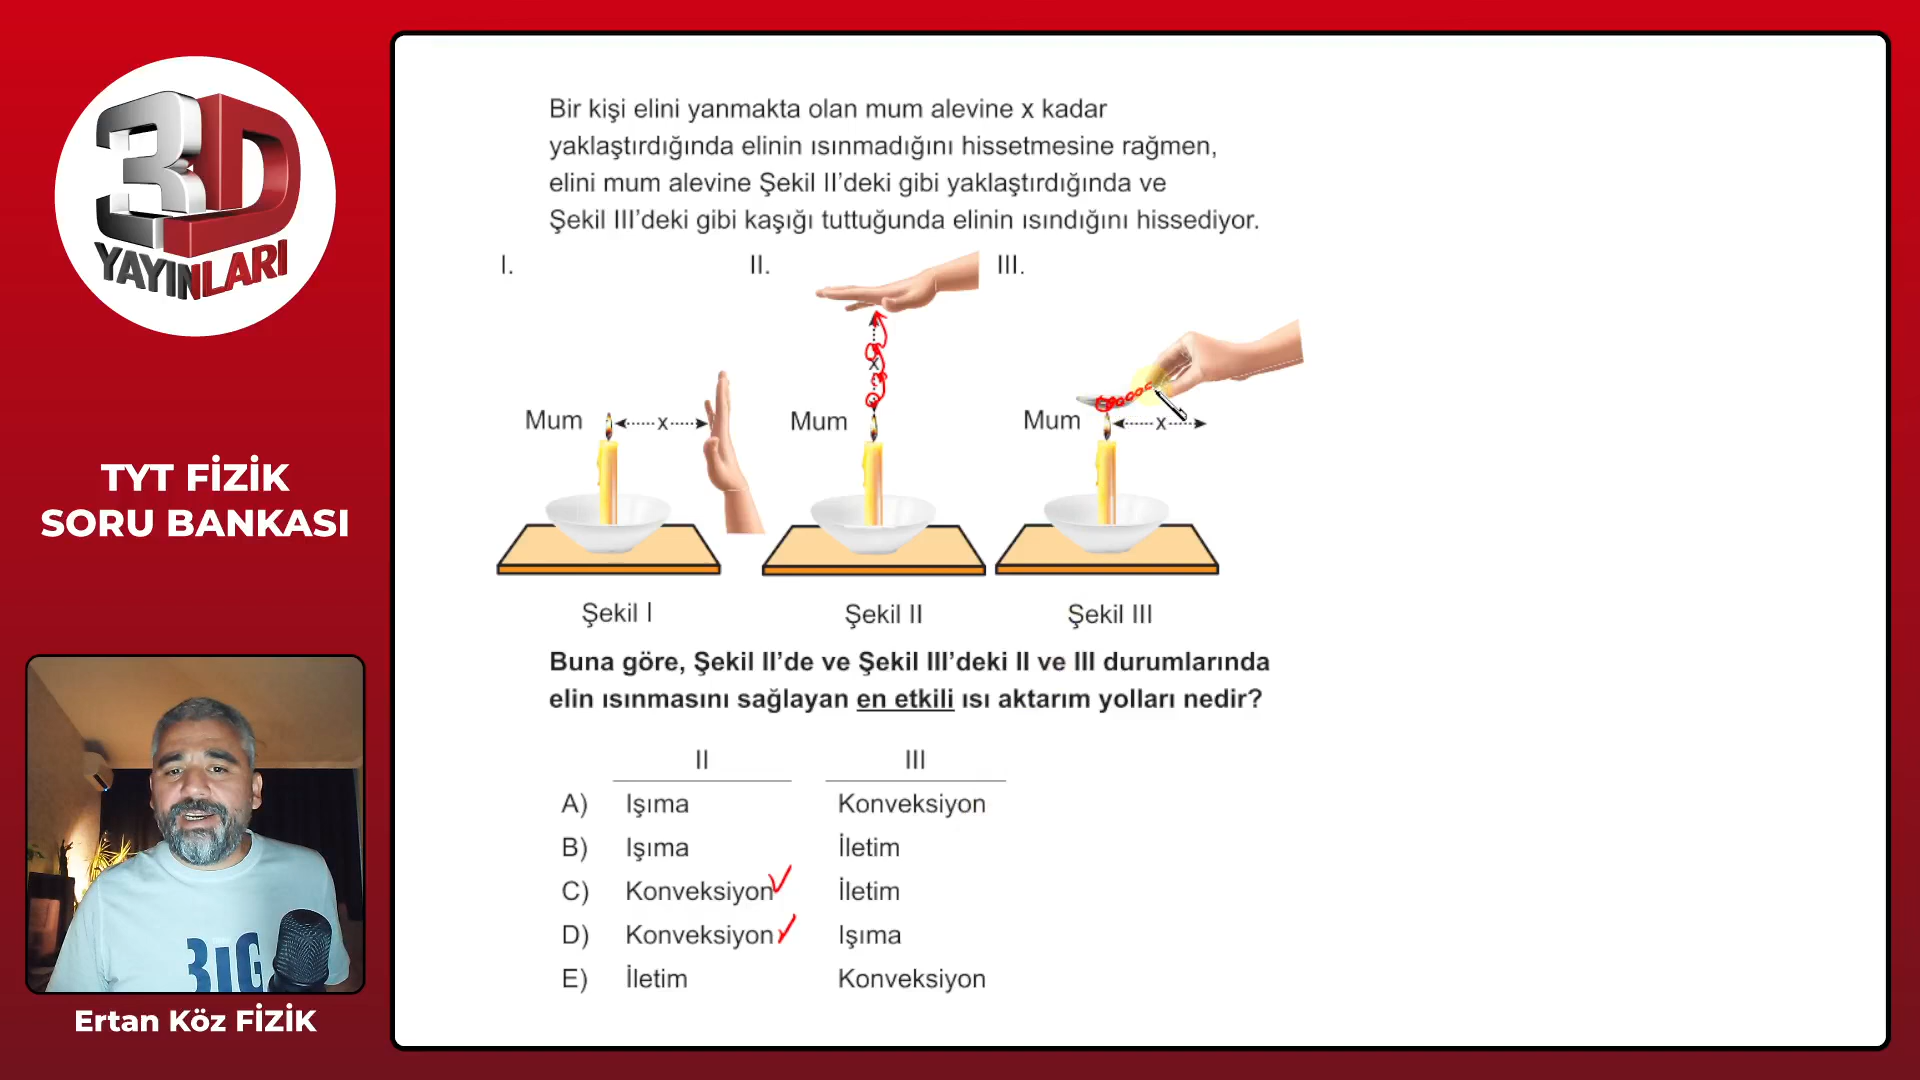 3D
YAYINLARI
TYT FİZİK
SORU BANKASI
BİG
Ertan Köz FİZİK
Bir kişi elini yanmakta olan mum alevine x kadar
yaklaştırdığında elinin ısınmadığını hissetmesine rağmen,
elini mum alevine Şekil II'deki gibi yaklaştırdığında ve
Şekil III'deki gibi kaşığı tuttuğunda elinin ısındığını hissediyor.
I. II. III.
Mum x Mum x Mum x
Şekil I Şekil II Şekil III
Buna göre, Şekil II'de ve Şekil III'deki II ve III durumlarında
elin ısınmasını sağlayan en etkili ısı aktarım yolları nedir?
II III
A) Işıma Konveksiyon
B) Işıma İletim
C) Konveksiyon İletim
D) Konveksiyon Işıma
E) İletim Konveksiyon